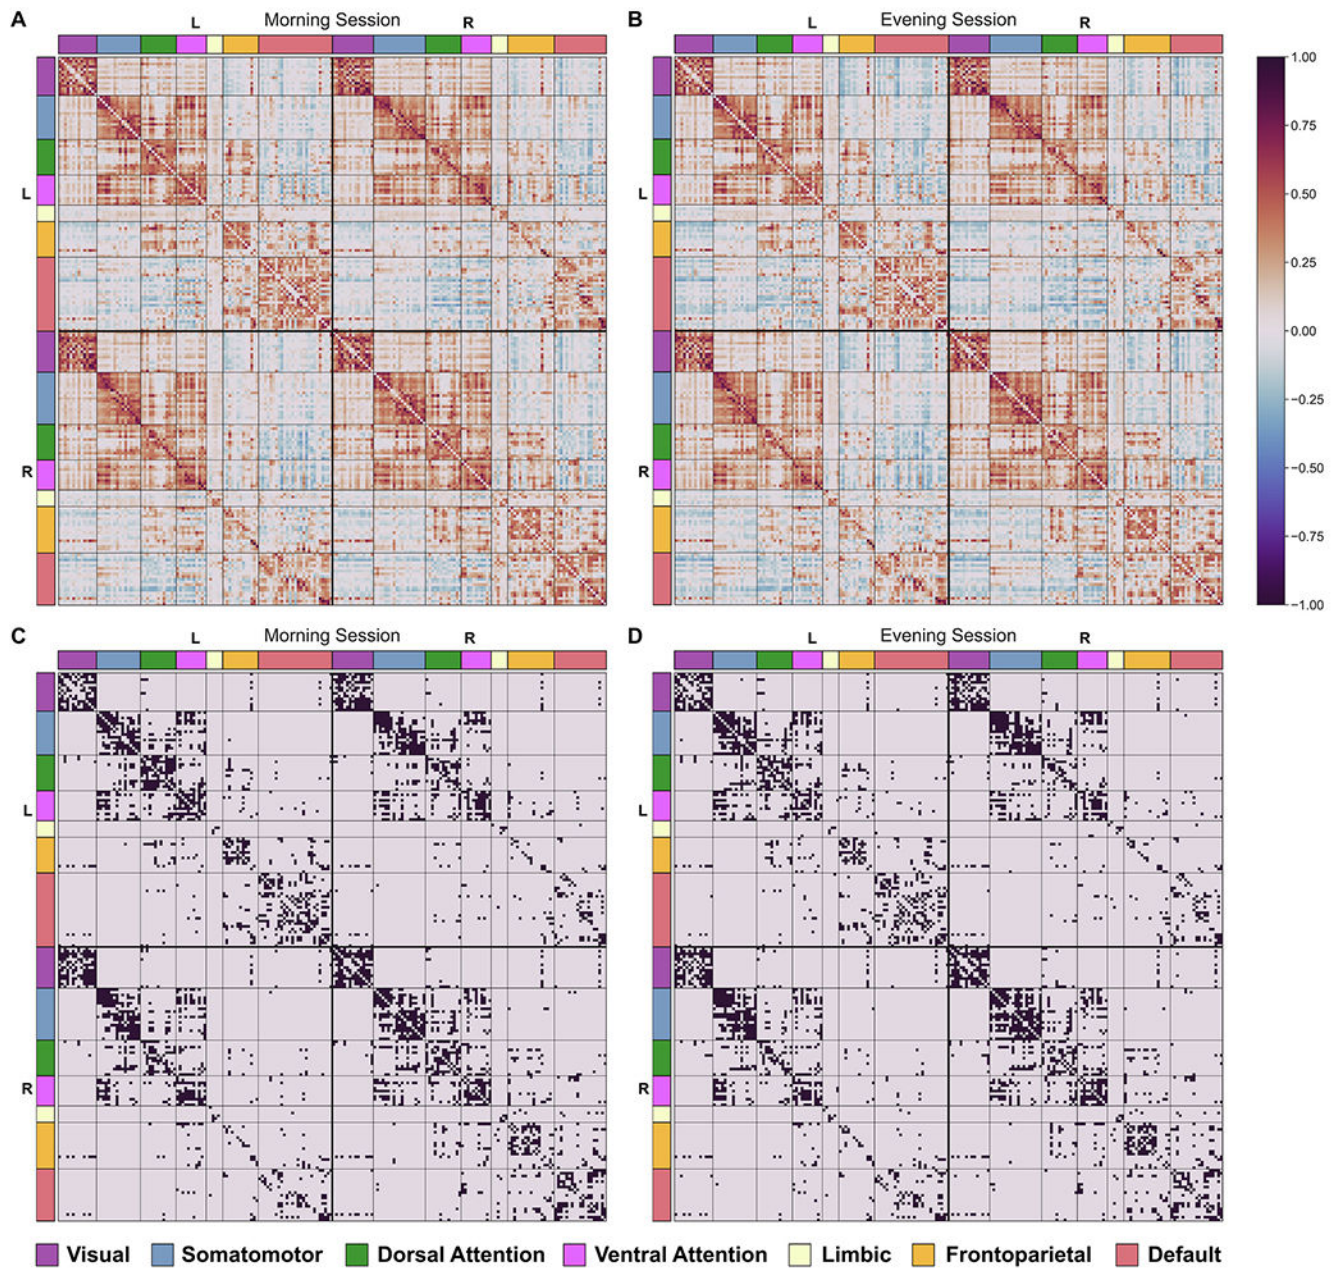 A L Morning Session R
B L Evening Session R
1.00
0.75
0.50
0.25
0.00
−0.25
−0.50
−0.75
−1.00
L
R
L
R
C L Morning Session R
D L Evening Session R
L
R
L
R
Visual Somatomotor Dorsal Attention Ventral Attention Limbic Frontoparietal Default